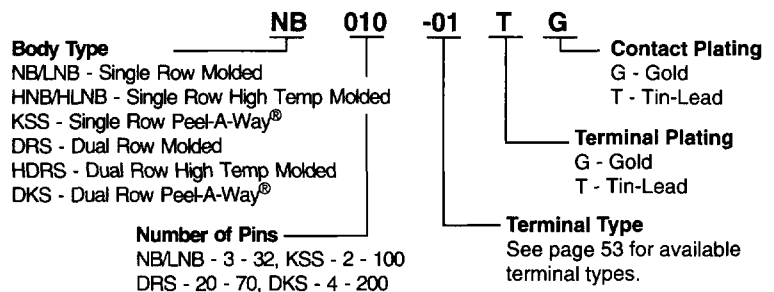 NB 010 -01 T G
Body Type
NB/LNB - Single Row Molded
HNB/HLNB - Single Row High Temp Molded
KSS - Single Row Peel-A-Way®
DRS - Dual Row Molded
HDRS - Dual Row High Temp Molded
DKS - Dual Row Peel-A-Way®
Number of Pins
NB/LNB - 3 - 32, KSS - 2 - 100
DRS - 20 - 70, DKS - 4 - 200
Contact Plating
G - Gold
T - Tin-Lead
Terminal Plating
G - Gold
T - Tin-Lead
Terminal Type
See page 53 for available
terminal types.